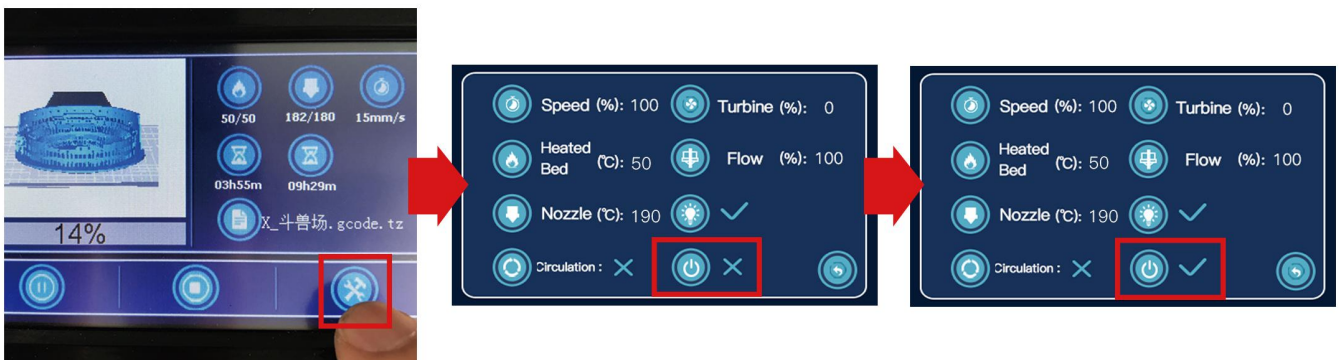 50/50
182/180
15mm/s
03h55m
09h29m
X_斗兽场.gcode.tz
14%
Speed (%): 100
Turbine (%): 0
Heated Bed (℃): 50
Flow (%): 100
Nozzle (℃): 190
Circulation :
Speed (%): 100
Turbine (%): 0
Heated Bed (℃): 50
Flow (%): 100
Nozzle (℃): 190
Circulation :